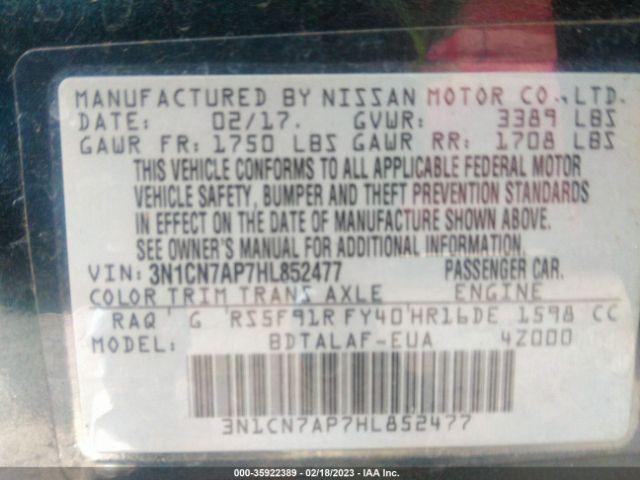 MANUFACTURED BY NISSAN MOTOR CO.,LTD.
DATE: 02/17. GVWR: 3389 LBS
GAWR FR: 1750 LBS GAWR RR: 1708 LBS
THIS VEHICLE CONFORMS TO ALL APPLICABLE FEDERAL MOTOR
VEHICLE SAFETY, BUMPER AND THEFT PREVENTION STANDARDS
IN EFFECT ON THE DATE OF MANUFACTURE SHOWN ABOVE.
SEE OWNER'S MANUAL FOR ADDITIONAL INFORMATION.
VIN: 3N1CN7AP7HL852477 PASSENGER CAR.
COLOR TRIM TRANS AXLE ENGINE
RAQ G RS5F91R FY40 HR16DE 1598 CC
MODEL: BDTALAF-EUA 4Z000
3N1CN7AP7HL852477
000-35922389 - 02/18/2023 - IAA Inc.